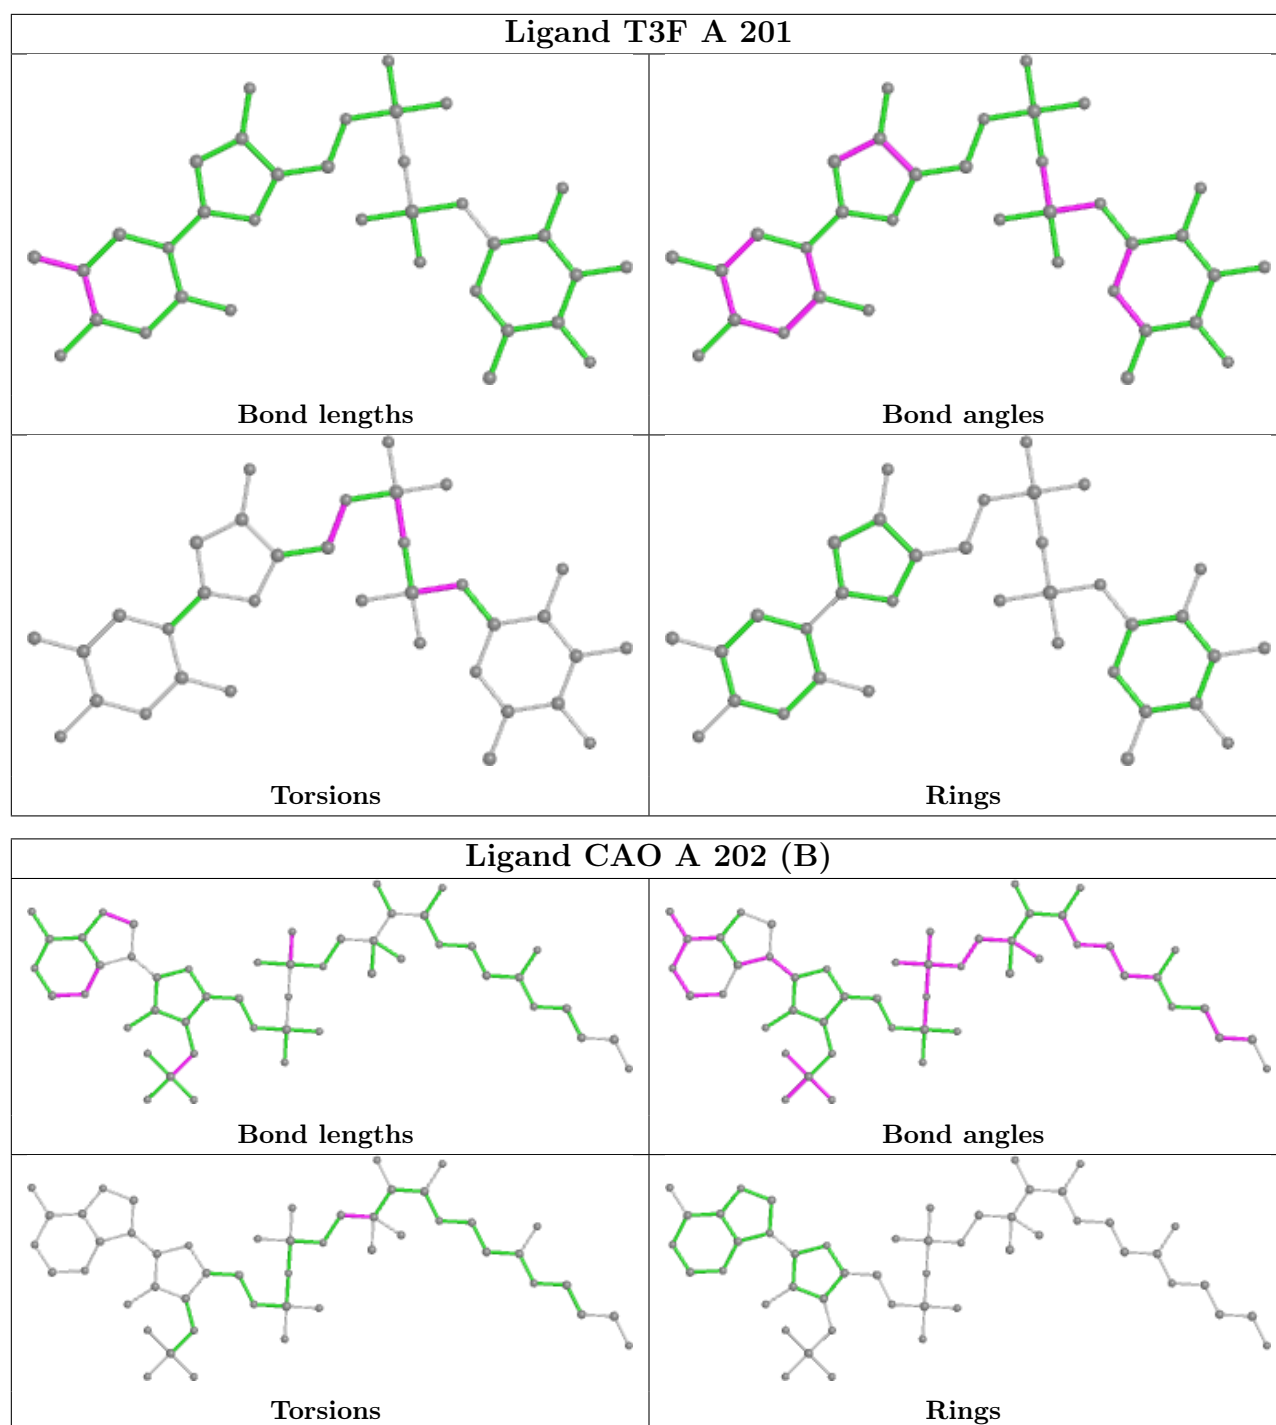 Ligand T3F A 201
Bond lengths
Bond angles
Torsions
Rings
Ligand CAO A 202 (B)
Bond lengths
Bond angles
Torsions
Rings